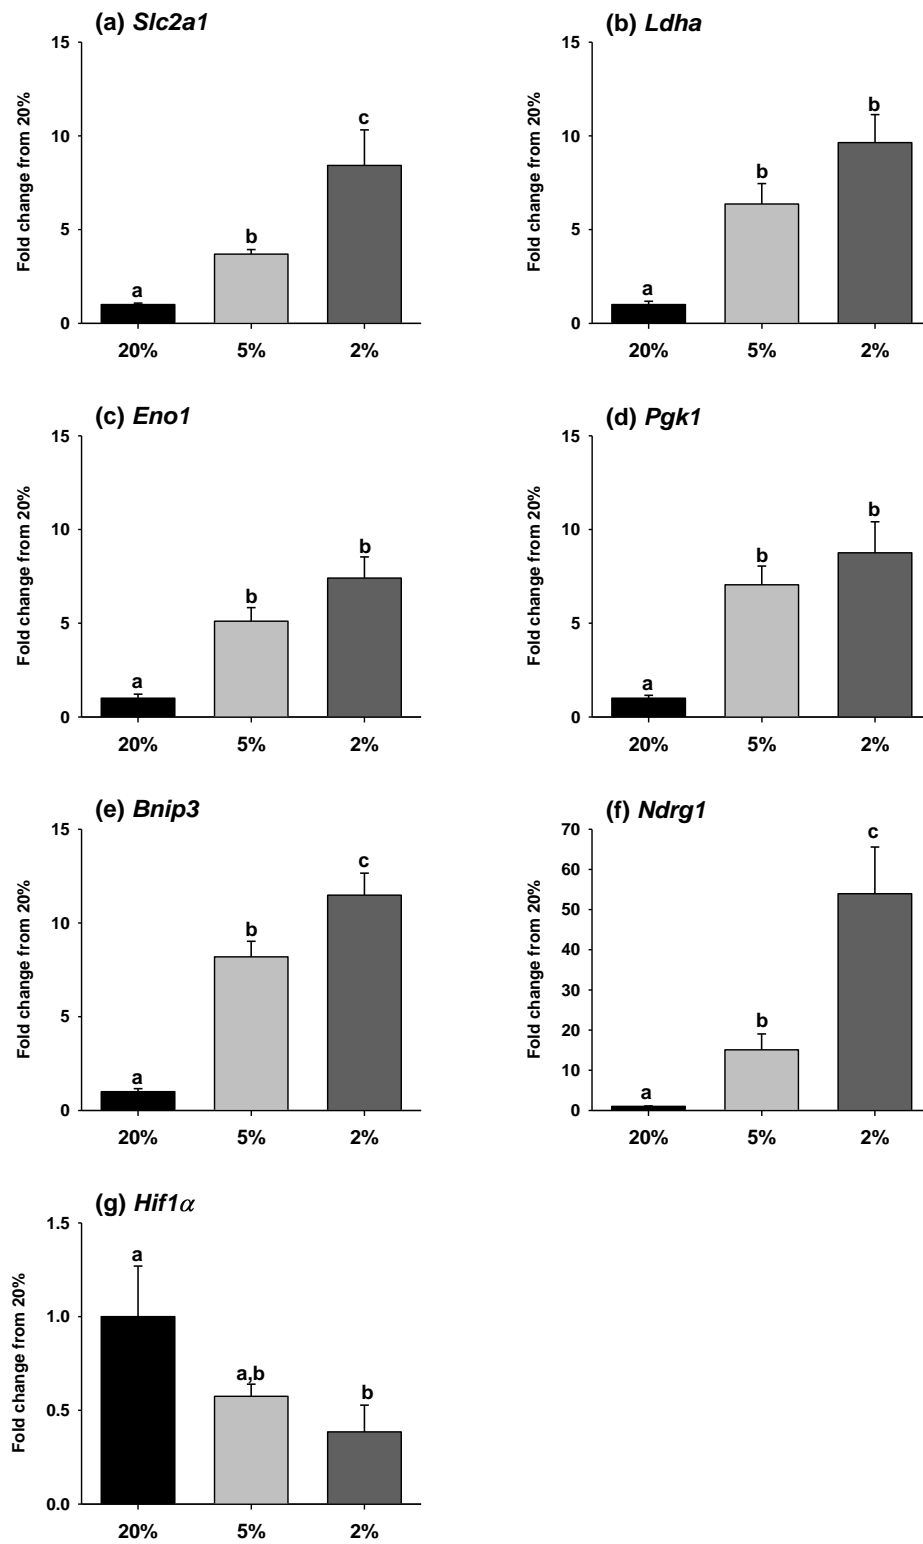 (a) Slc2a1
Fold change from 20%
15
10
5
0
a
b
c
20% 5% 2%
(b) Ldha
Fold change from 20%
15
10
5
0
a
b
b
20% 5% 2%
(c) Eno1
Fold change from 20%
15
10
5
0
a
b
b
20% 5% 2%
(d) Pgk1
Fold change from 20%
15
10
5
0
a
b
b
20% 5% 2%
(e) Bnip3
Fold change from 20%
15
10
5
0
a
b
c
20% 5% 2%
(f) Ndrg1
Fold change from 20%
70
60
50
40
30
20
10
0
a
b
c
20% 5% 2%
(g) Hif1α
Fold change from 20%
1.5
1.0
0.5
0.0
a
a,b
b
20% 5% 2%